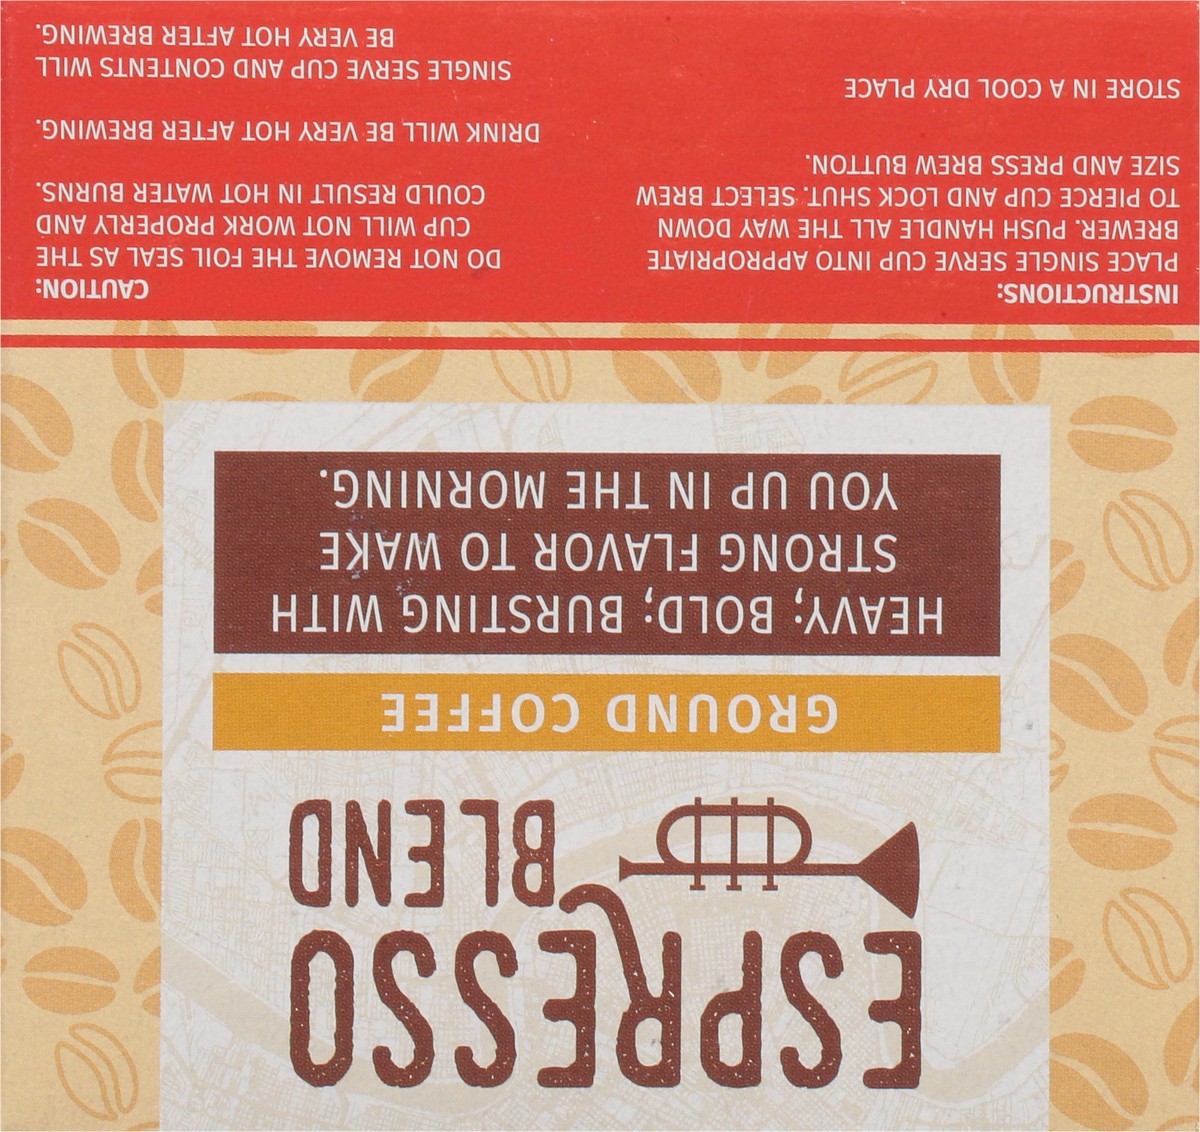 ESPRESSO
BLEND
GROUND COFFEE
HEAVY; BOLD; BURSTING WITH
STRONG FLAVOR TO WAKE
YOU UP IN THE MORNING.
INSTRUCTIONS:
PLACE SINGLE SERVE CUP INTO APPROPRIATE
BREWER. PUSH HANDLE ALL THE WAY DOWN
TO PIERCE CUP AND LOCK SHUT. SELECT BREW
SIZE AND PRESS BREW BUTTON.
STORE IN A COOL DRY PLACE
CAUTION:
DO NOT REMOVE THE FOIL SEAL AS THE
CUP WILL NOT WORK PROPERLY AND
COULD RESULT IN HOT WATER BURNS.
DRINK WILL BE VERY HOT AFTER BREWING.
SINGLE SERVE CUP AND CONTENTS WILL
BE VERY HOT AFTER BREWING.